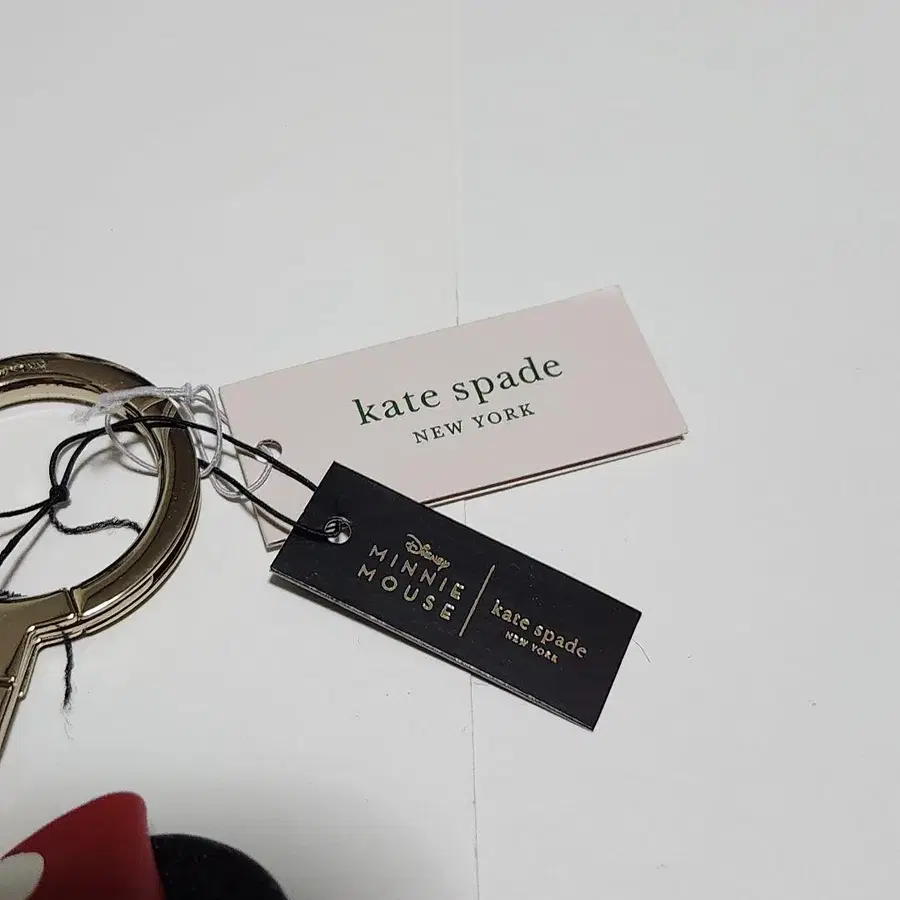 kate spade
NEW YORK
Disney
MINNIE
MOUSE
kate spade
NEW YORK